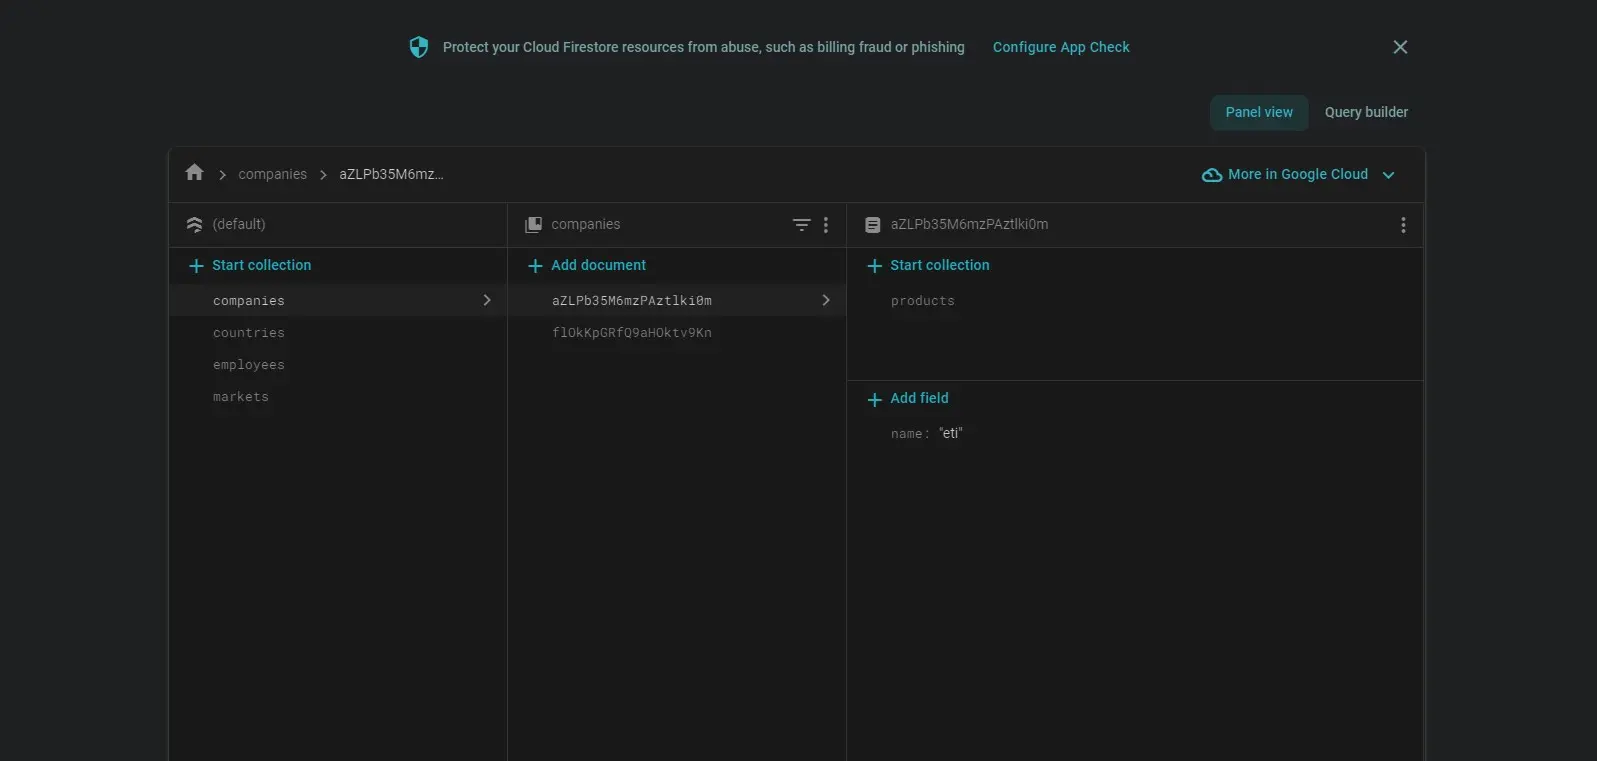 Protect your Cloud Firestore resources from abuse, such as billing fraud or phishing Configure App Check
Panel view Query builder
companies aZLPb35M6mz... More in Google Cloud
(default) companies aZLPb35M6mzPAztlki0m
Start collection Add document Start collection
companies aZLPb35M6mzPAztlki0m products
countries flOkKpGRfQ9aHOktv9Kn
employees
markets
Add field
name: "eti"